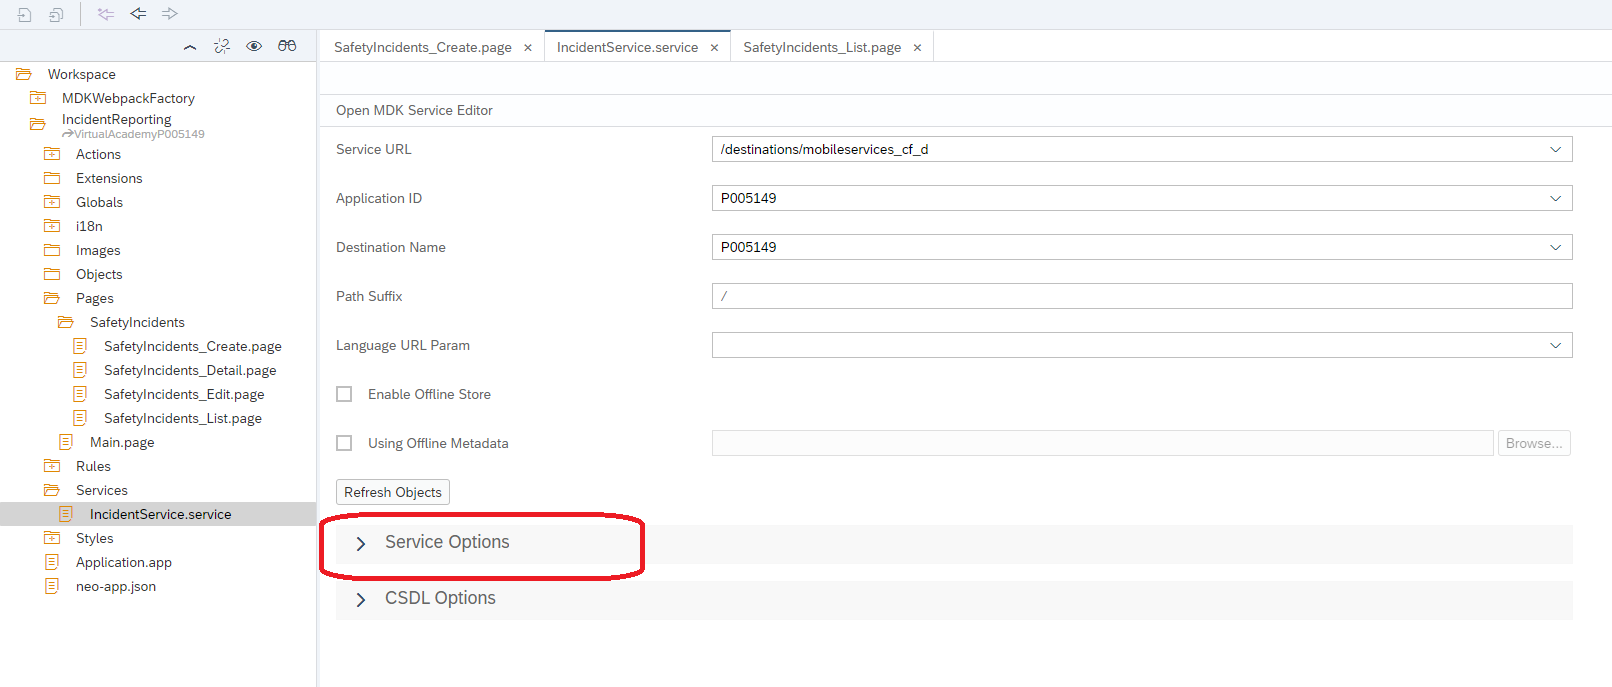 SafetyIncidents_Create.page ×
IncidentService.service ×
SafetyIncidents_List.page ×
Workspace
MDKWebpackFactory
IncidentReporting
VirtualAcademyP005149
Actions
Extensions
Globals
i18n
Images
Objects
Pages
SafetyIncidents
SafetyIncidents_Create.page
SafetyIncidents_Detail.page
SafetyIncidents_Edit.page
SafetyIncidents_List.page
Main.page
Rules
Services
IncidentService.service
Styles
Application.app
neo-app.json
Open MDK Service Editor
Service URL
/destinations/mobileservices_cf_d
Application ID
P005149
Destination Name
P005149
Path Suffix
/
Language URL Param
Enable Offline Store
Using Offline Metadata
Browse...
Refresh Objects
Service Options
CSDL Options